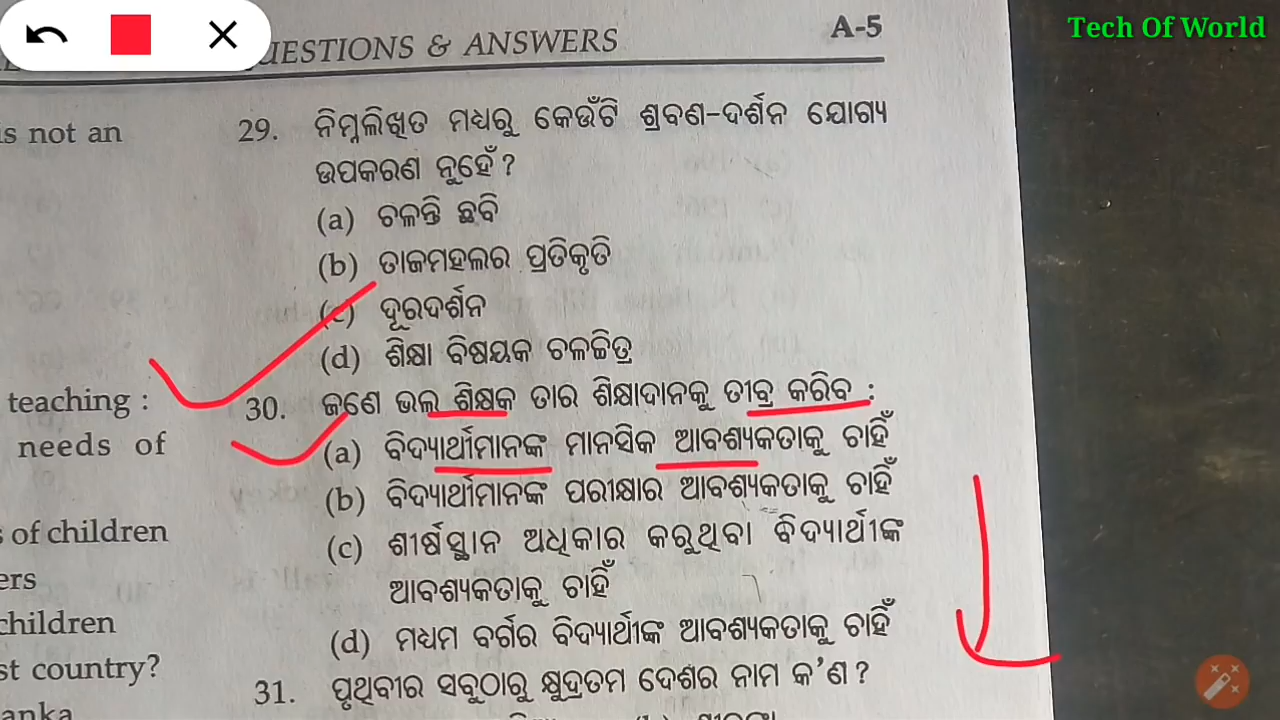 Tech Of World
QUESTIONS & ANSWERS
A-5
is not an
teaching :
needs of
of children
children
st country?
29. ନିମ୍ନଲିଖିତ ମଧ୍ୟରୁ କେଉଁଟି ଶ୍ରବଣ-ଦର୍ଶନ ଯୋଗ୍ୟ
ଉପକରଣ ନୁହେଁ ?
(a) ଚଳନ୍ତି ଛବି
(b) ତାଜମହଲର ପ୍ରତିକୃତି
(c) ଦୂରଦର୍ଶନ
(d) ଶିକ୍ଷା ବିଷୟକ ଚଳଚ୍ଚିତ୍ର
30. ଜଣେ ଭଲ ଶିକ୍ଷକ ତାର ଶିକ୍ଷାଦାନକୁ ତୀବ୍ର କରିବ :
(a) ବିଦ୍ୟାର୍ଥୀମାନଙ୍କ ମାନସିକ ଆବଶ୍ୟକତାକୁ ଚାହିଁ
(b) ବିଦ୍ୟାର୍ଥୀମାନଙ୍କ ପରୀକ୍ଷାର ଆବଶ୍ୟକତାକୁ ଚାହିଁ
(c) ଶୀର୍ଷସ୍ଥାନ ଅଧିକାର କରୁଥିବା ବିଦ୍ୟାର୍ଥୀଙ୍କ
ଆବଶ୍ୟକତାକୁ ଚାହିଁ
(d) ମଧ୍ୟମ ବର୍ଗର ବିଦ୍ୟାର୍ଥୀଙ୍କ ଆବଶ୍ୟକତାକୁ ଚାହିଁ
31. ପୃଥିବୀର ସବୁଠାରୁ କ୍ଷୁଦ୍ରତମ ଦେଶର ନାମ କ'ଣ ?